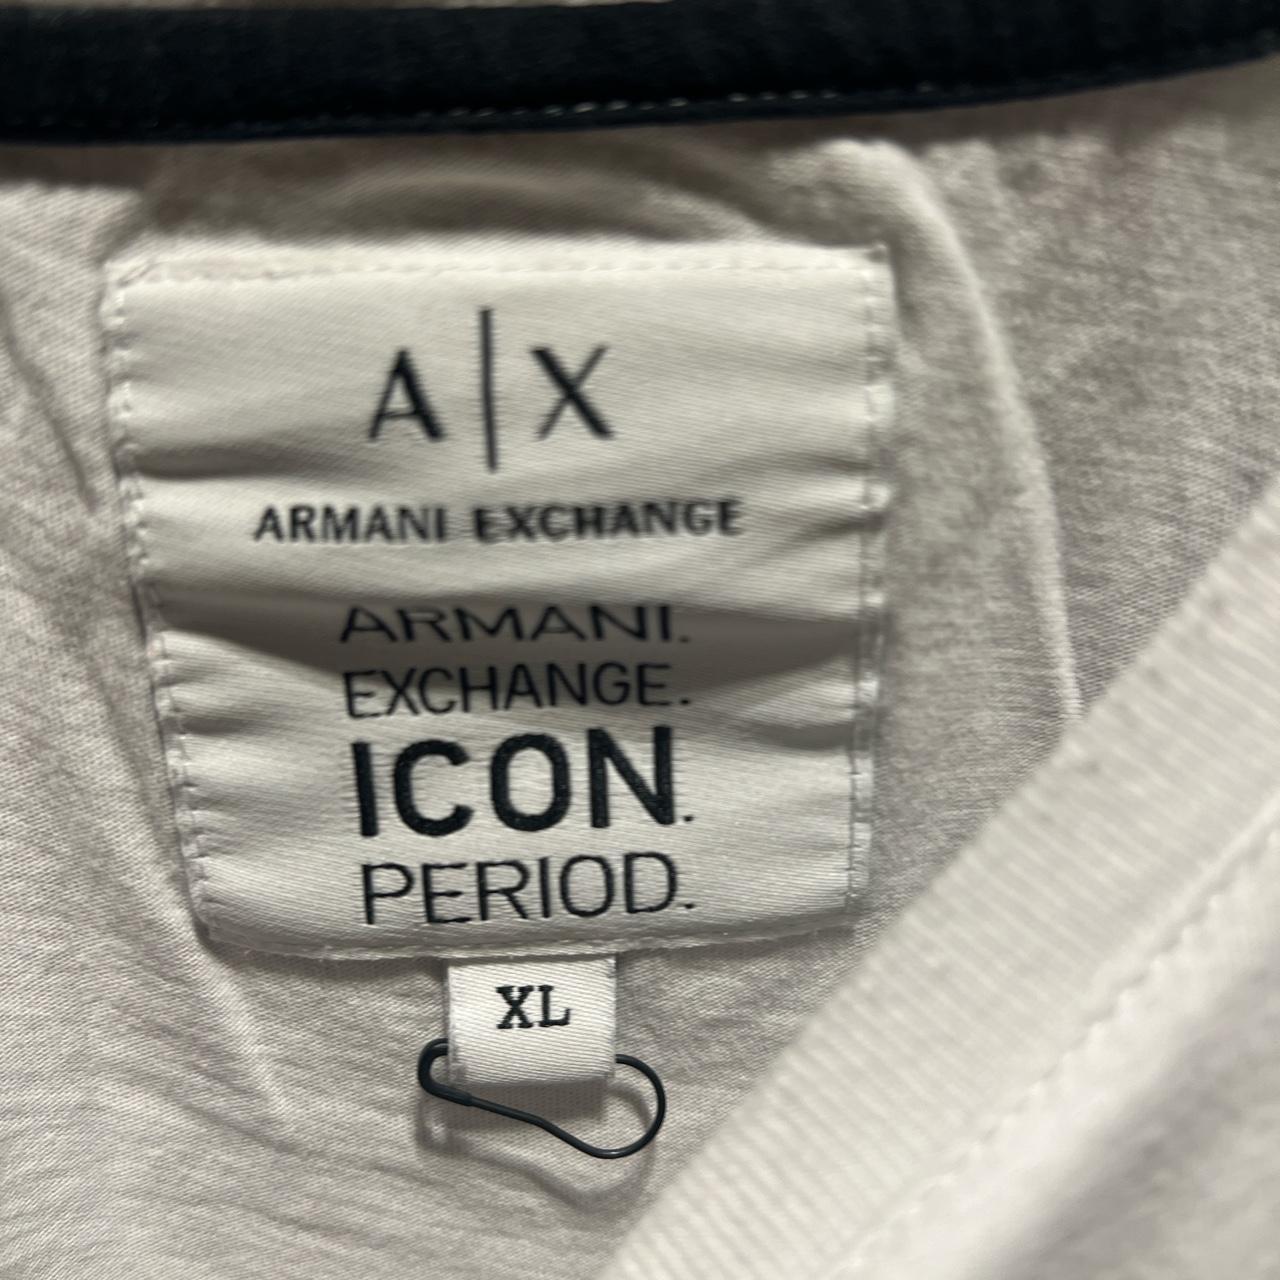 A|X
ARMANI EXCHANGE
ARMANI.
EXCHANGE.
ICON.
PERIOD.
XL